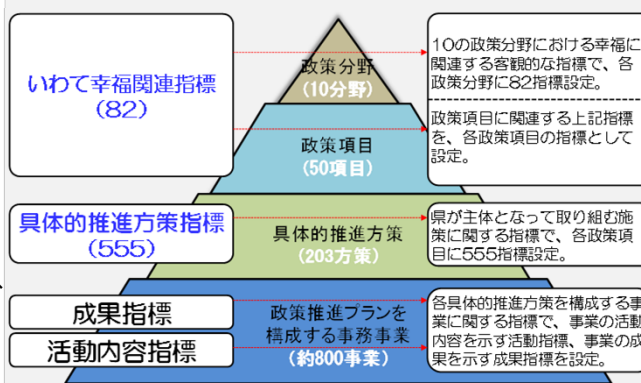 いわて幸福関連指標
(82)
政策分野
(10分野)
10の政策分野における幸福に
関連する客観的な指標で、各
政策分野に82指標設定。
政策項目
(50項目)
政策項目に関連する上記指標
を、各政策項目の指標として
設定。
具体的推進方策指標
(555)
具体的推進方策
(203方策)
県が主体となって取り組む施
策に関する指標で、各政策項
目に555指標設定。
成果指標
活動内容指標
政策推進プランを
構成する事務事業
(約800事業)
各具体的推進方策を構成する事
業に関する指標で、事業の活動
内容を示す活動指標、事業の成
果を示す成果指標を設定。